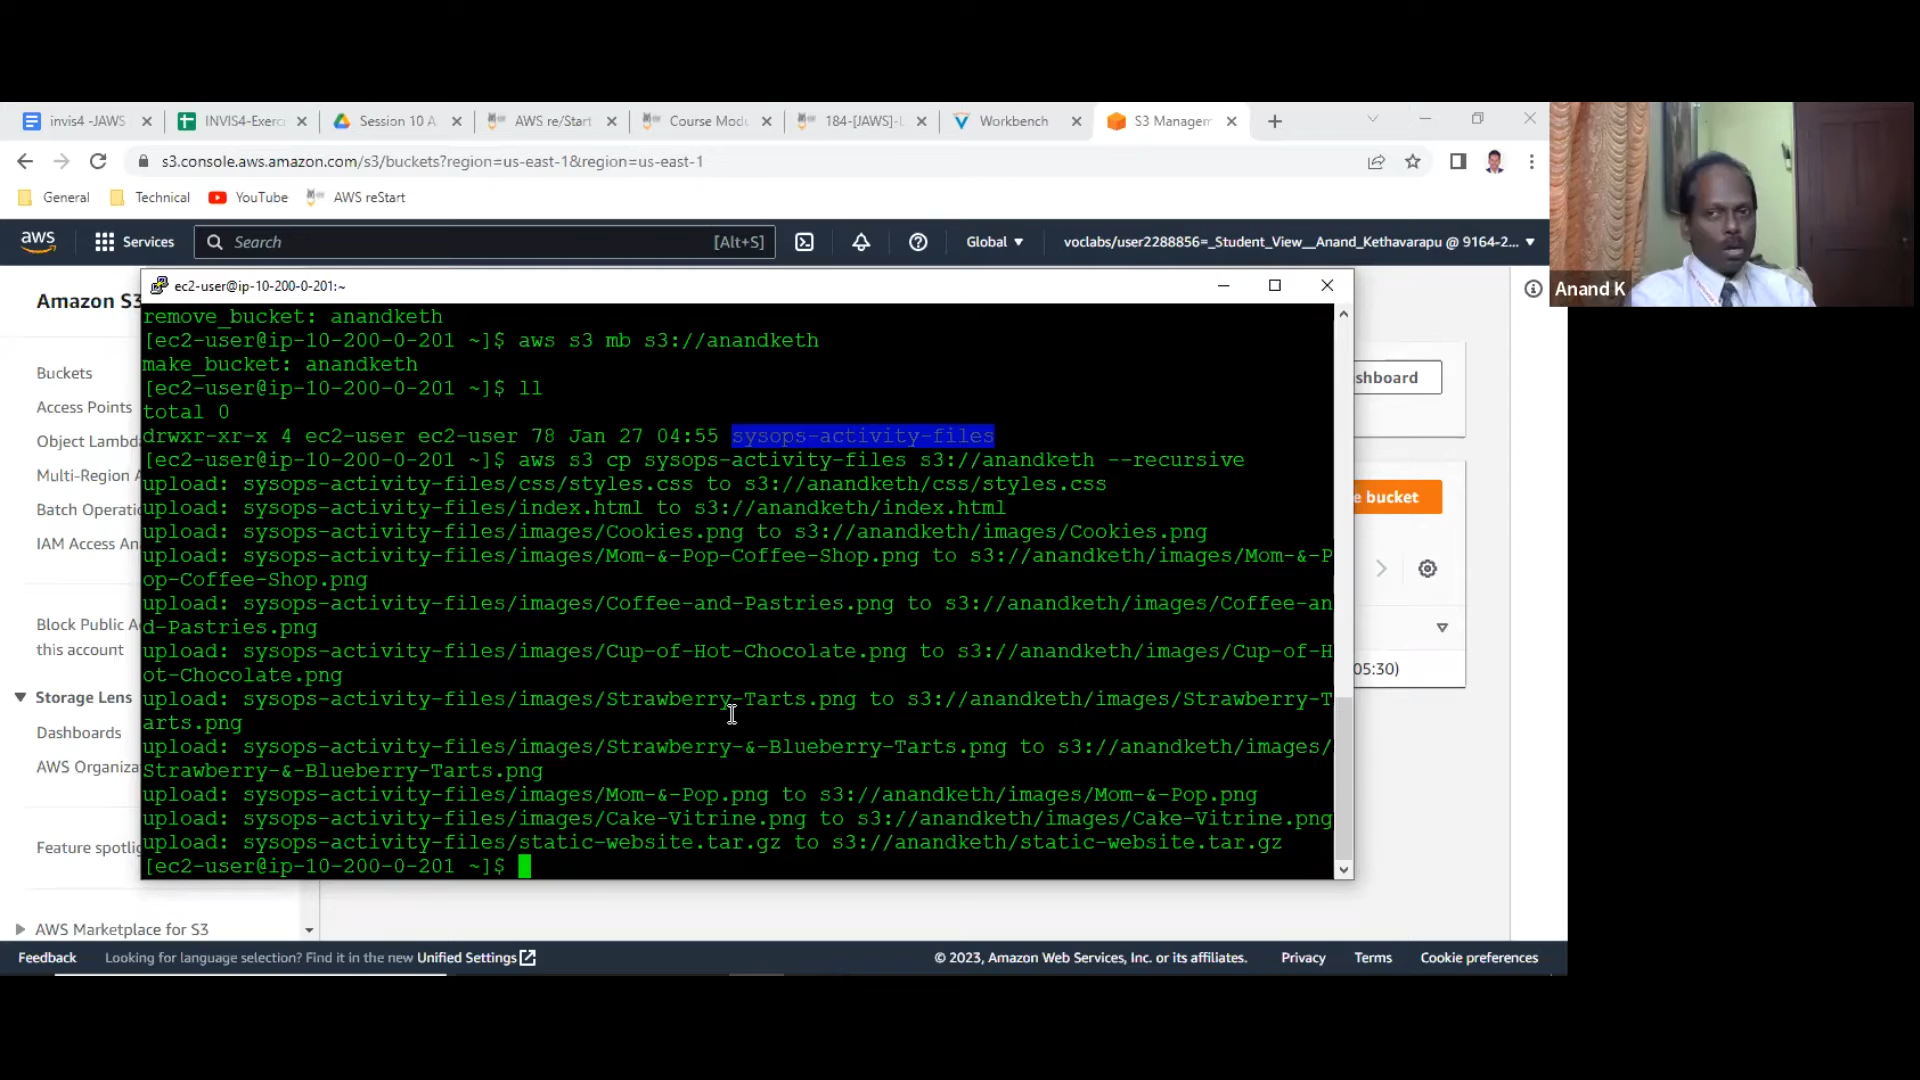 invis4 -JAWS
INVIS4-Exerc
Session 10 A
AWS re/Start
Course Modu
184-[JAWS]-L
Workbench
S3 Managem
s3.console.aws.amazon.com/s3/buckets?region=us-east-1&region=us-east-1
General
Technical
YouTube
AWS reStart
aws
Services
Search
[Alt+S]
Global
voclabs/user2288856=_Student_View__Anand_Kethavarapu @ 9164-2...
Anand K
Amazon S3
Buckets
Access Points
Object Lambda
Multi-Region A
Batch Operatio
IAM Access An
Block Public A
this account
Storage Lens
Dashboards
AWS Organiza
Feature spotlig
AWS Marketplace for S3
ec2-user@ip-10-200-0-201:~
remove_bucket: anandketh
[ec2-user@ip-10-200-0-201 ~]$ aws s3 mb s3://anandketh
make_bucket: anandketh
[ec2-user@ip-10-200-0-201 ~]$ ll
total 0
drwxr-xr-x 4 ec2-user ec2-user 78 Jan 27 04:55 sysops-activity-files
[ec2-user@ip-10-200-0-201 ~]$ aws s3 cp sysops-activity-files s3://anandketh --recursive
upload: sysops-activity-files/css/styles.css to s3://anandketh/css/styles.css
upload: sysops-activity-files/index.html to s3://anandketh/index.html
upload: sysops-activity-files/images/Cookies.png to s3://anandketh/images/Cookies.png
upload: sysops-activity-files/images/Mom-&-Pop-Coffee-Shop.png to s3://anandketh/images/Mom-&-P
op-Coffee-Shop.png
upload: sysops-activity-files/images/Coffee-and-Pastries.png to s3://anandketh/images/Coffee-an
d-Pastries.png
upload: sysops-activity-files/images/Cup-of-Hot-Chocolate.png to s3://anandketh/images/Cup-of-H
ot-Chocolate.png
upload: sysops-activity-files/images/Strawberry-Tarts.png to s3://anandketh/images/Strawberry-T
arts.png
upload: sysops-activity-files/images/Strawberry-&-Blueberry-Tarts.png to s3://anandketh/images/
Strawberry-&-Blueberry-Tarts.png
upload: sysops-activity-files/images/Mom-&-Pop.png to s3://anandketh/images/Mom-&-Pop.png
upload: sysops-activity-files/images/Cake-Vitrine.png to s3://anandketh/images/Cake-Vitrine.png
upload: sysops-activity-files/static-website.tar.gz to s3://anandketh/static-website.tar.gz
[ec2-user@ip-10-200-0-201 ~]$
shboard
e bucket
05:30)
Feedback
Looking for language selection? Find it in the new Unified Settings
© 2023, Amazon Web Services, Inc. or its affiliates.
Privacy
Terms
Cookie preferences